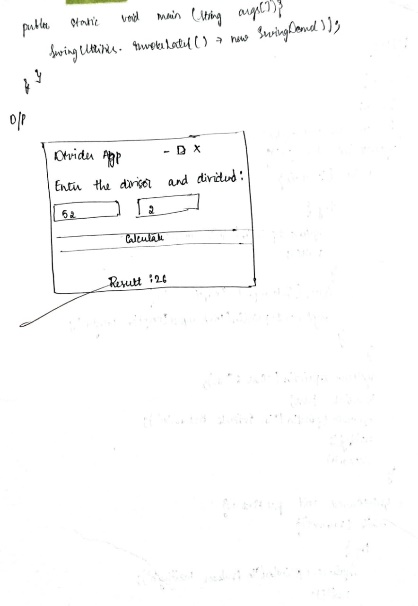 public static void main (String args[]){
SwingUtilities. invokeLater(() → new SwingDemo());
}
}
O/P
Divider App - □ X
Enter the divisor and divided:
52 2
Calculate
Result : 26